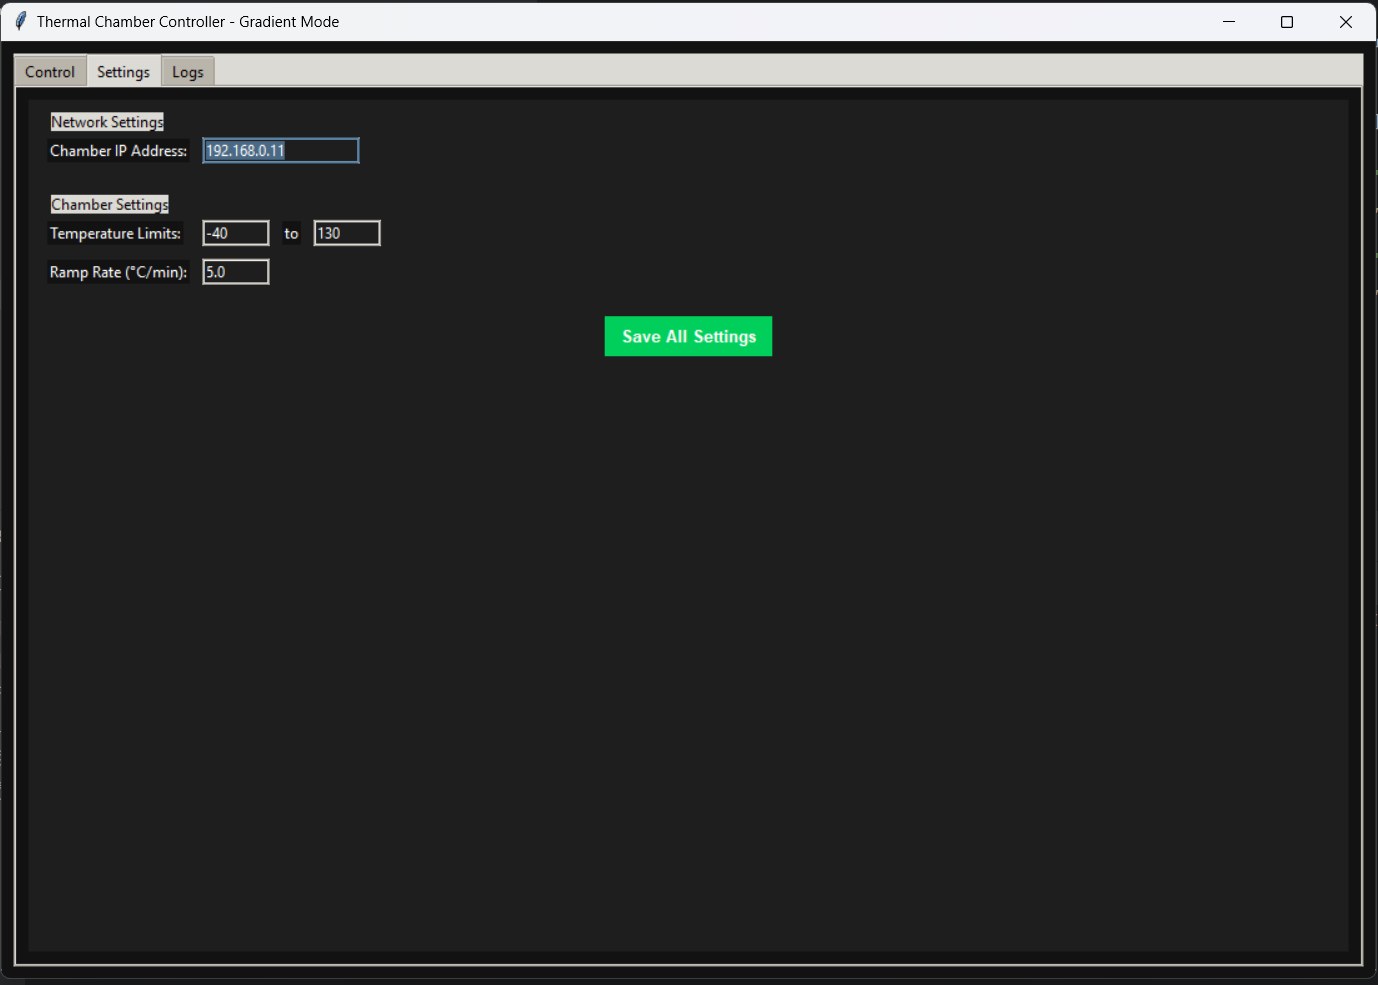 Thermal Chamber Controller - Gradient Mode
Control Settings Logs
Network Settings
Chamber IP Address: 192.168.0.11
Chamber Settings
Temperature Limits: -40 to 130
Ramp Rate (°C/min): 5.0
Save All Settings